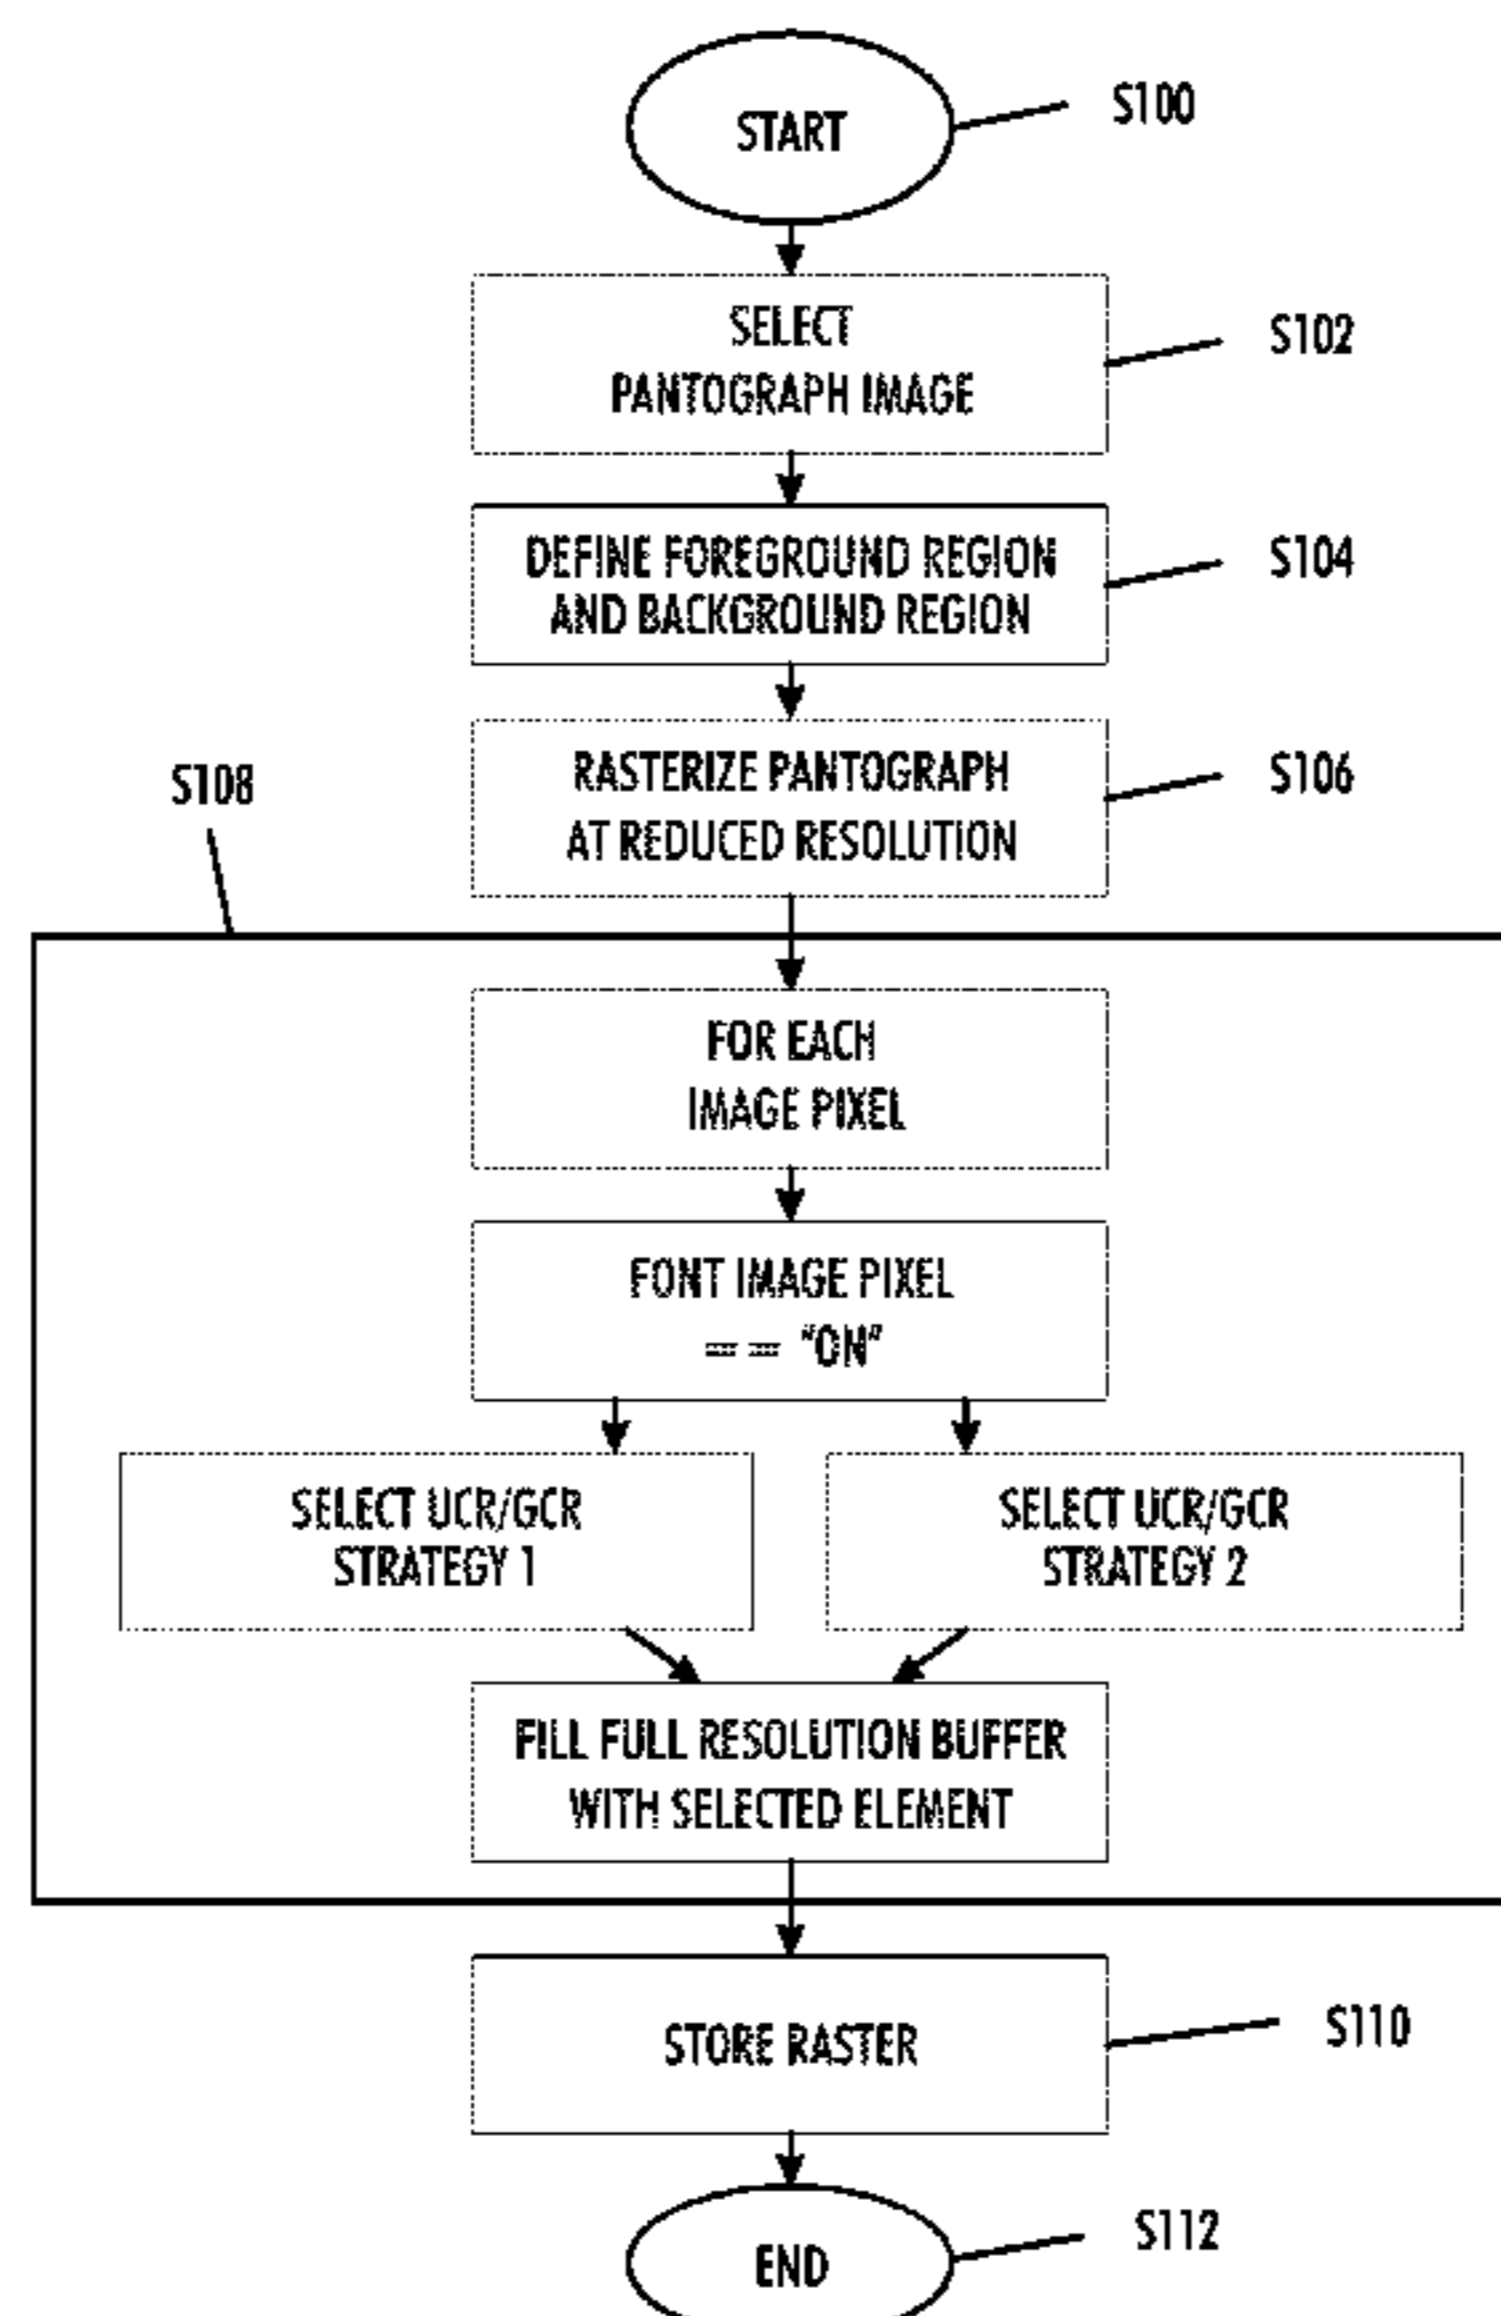 START
S100
SELECT
PANTOGRAPH IMAGE
S102
DEFINE FOREGROUND REGION
AND BACKGROUND REGION
S104
RASTERIZE PANTOGRAPH
AT REDUCED RESOLUTION
S106
S108
FOR EACH
IMAGE PIXEL
FONT IMAGE PIXEL
== "ON"
SELECT UCR/GCR
STRATEGY 1
SELECT UCR/GCR
STRATEGY 2
FILL FULL RESOLUTION BUFFER
WITH SELECTED ELEMENT
STORE RASTER
S110
END
S112